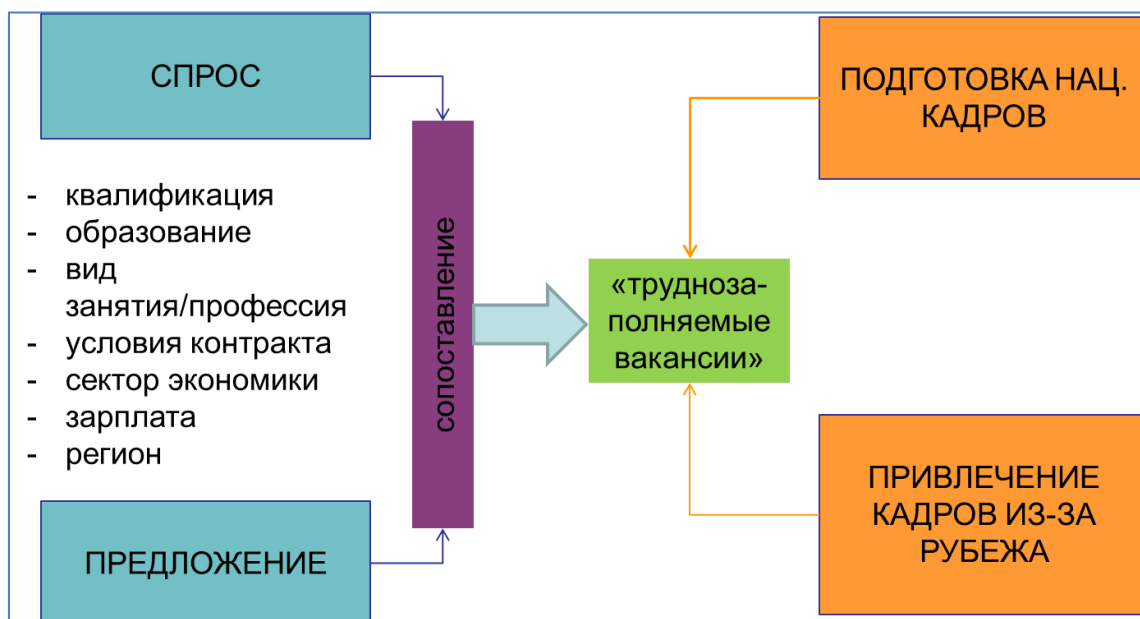 СПРОС
- квалификация
- образование
- вид
занятия/профессия
- условия контракта
- сектор экономики
- зарплата
- регион
ПРЕДЛОЖЕНИЕ
сопоставление
«трудноза-
полняемые
вакансии»
ПОДГОТОВКА НАЦ.
КАДРОВ
ПРИВЛЕЧЕНИЕ
КАДРОВ ИЗ-ЗА
РУБЕЖА